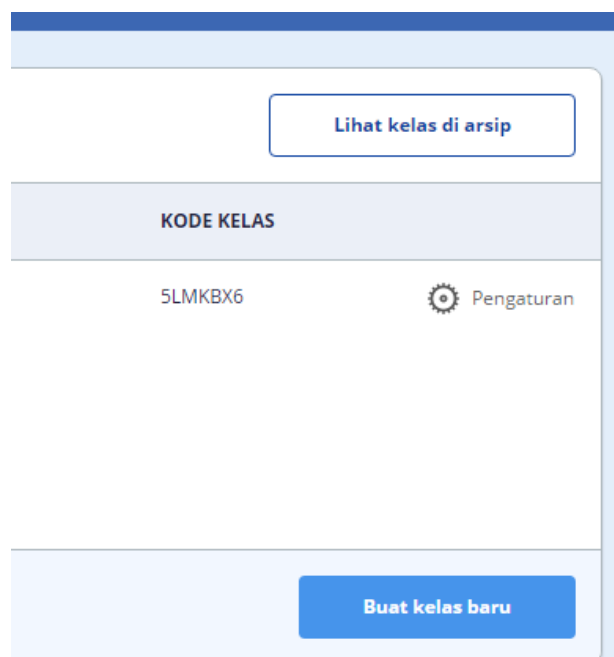 Lihat kelas di arsip
KODE KELAS
5LMKBX6 Pengaturan
Buat kelas baru